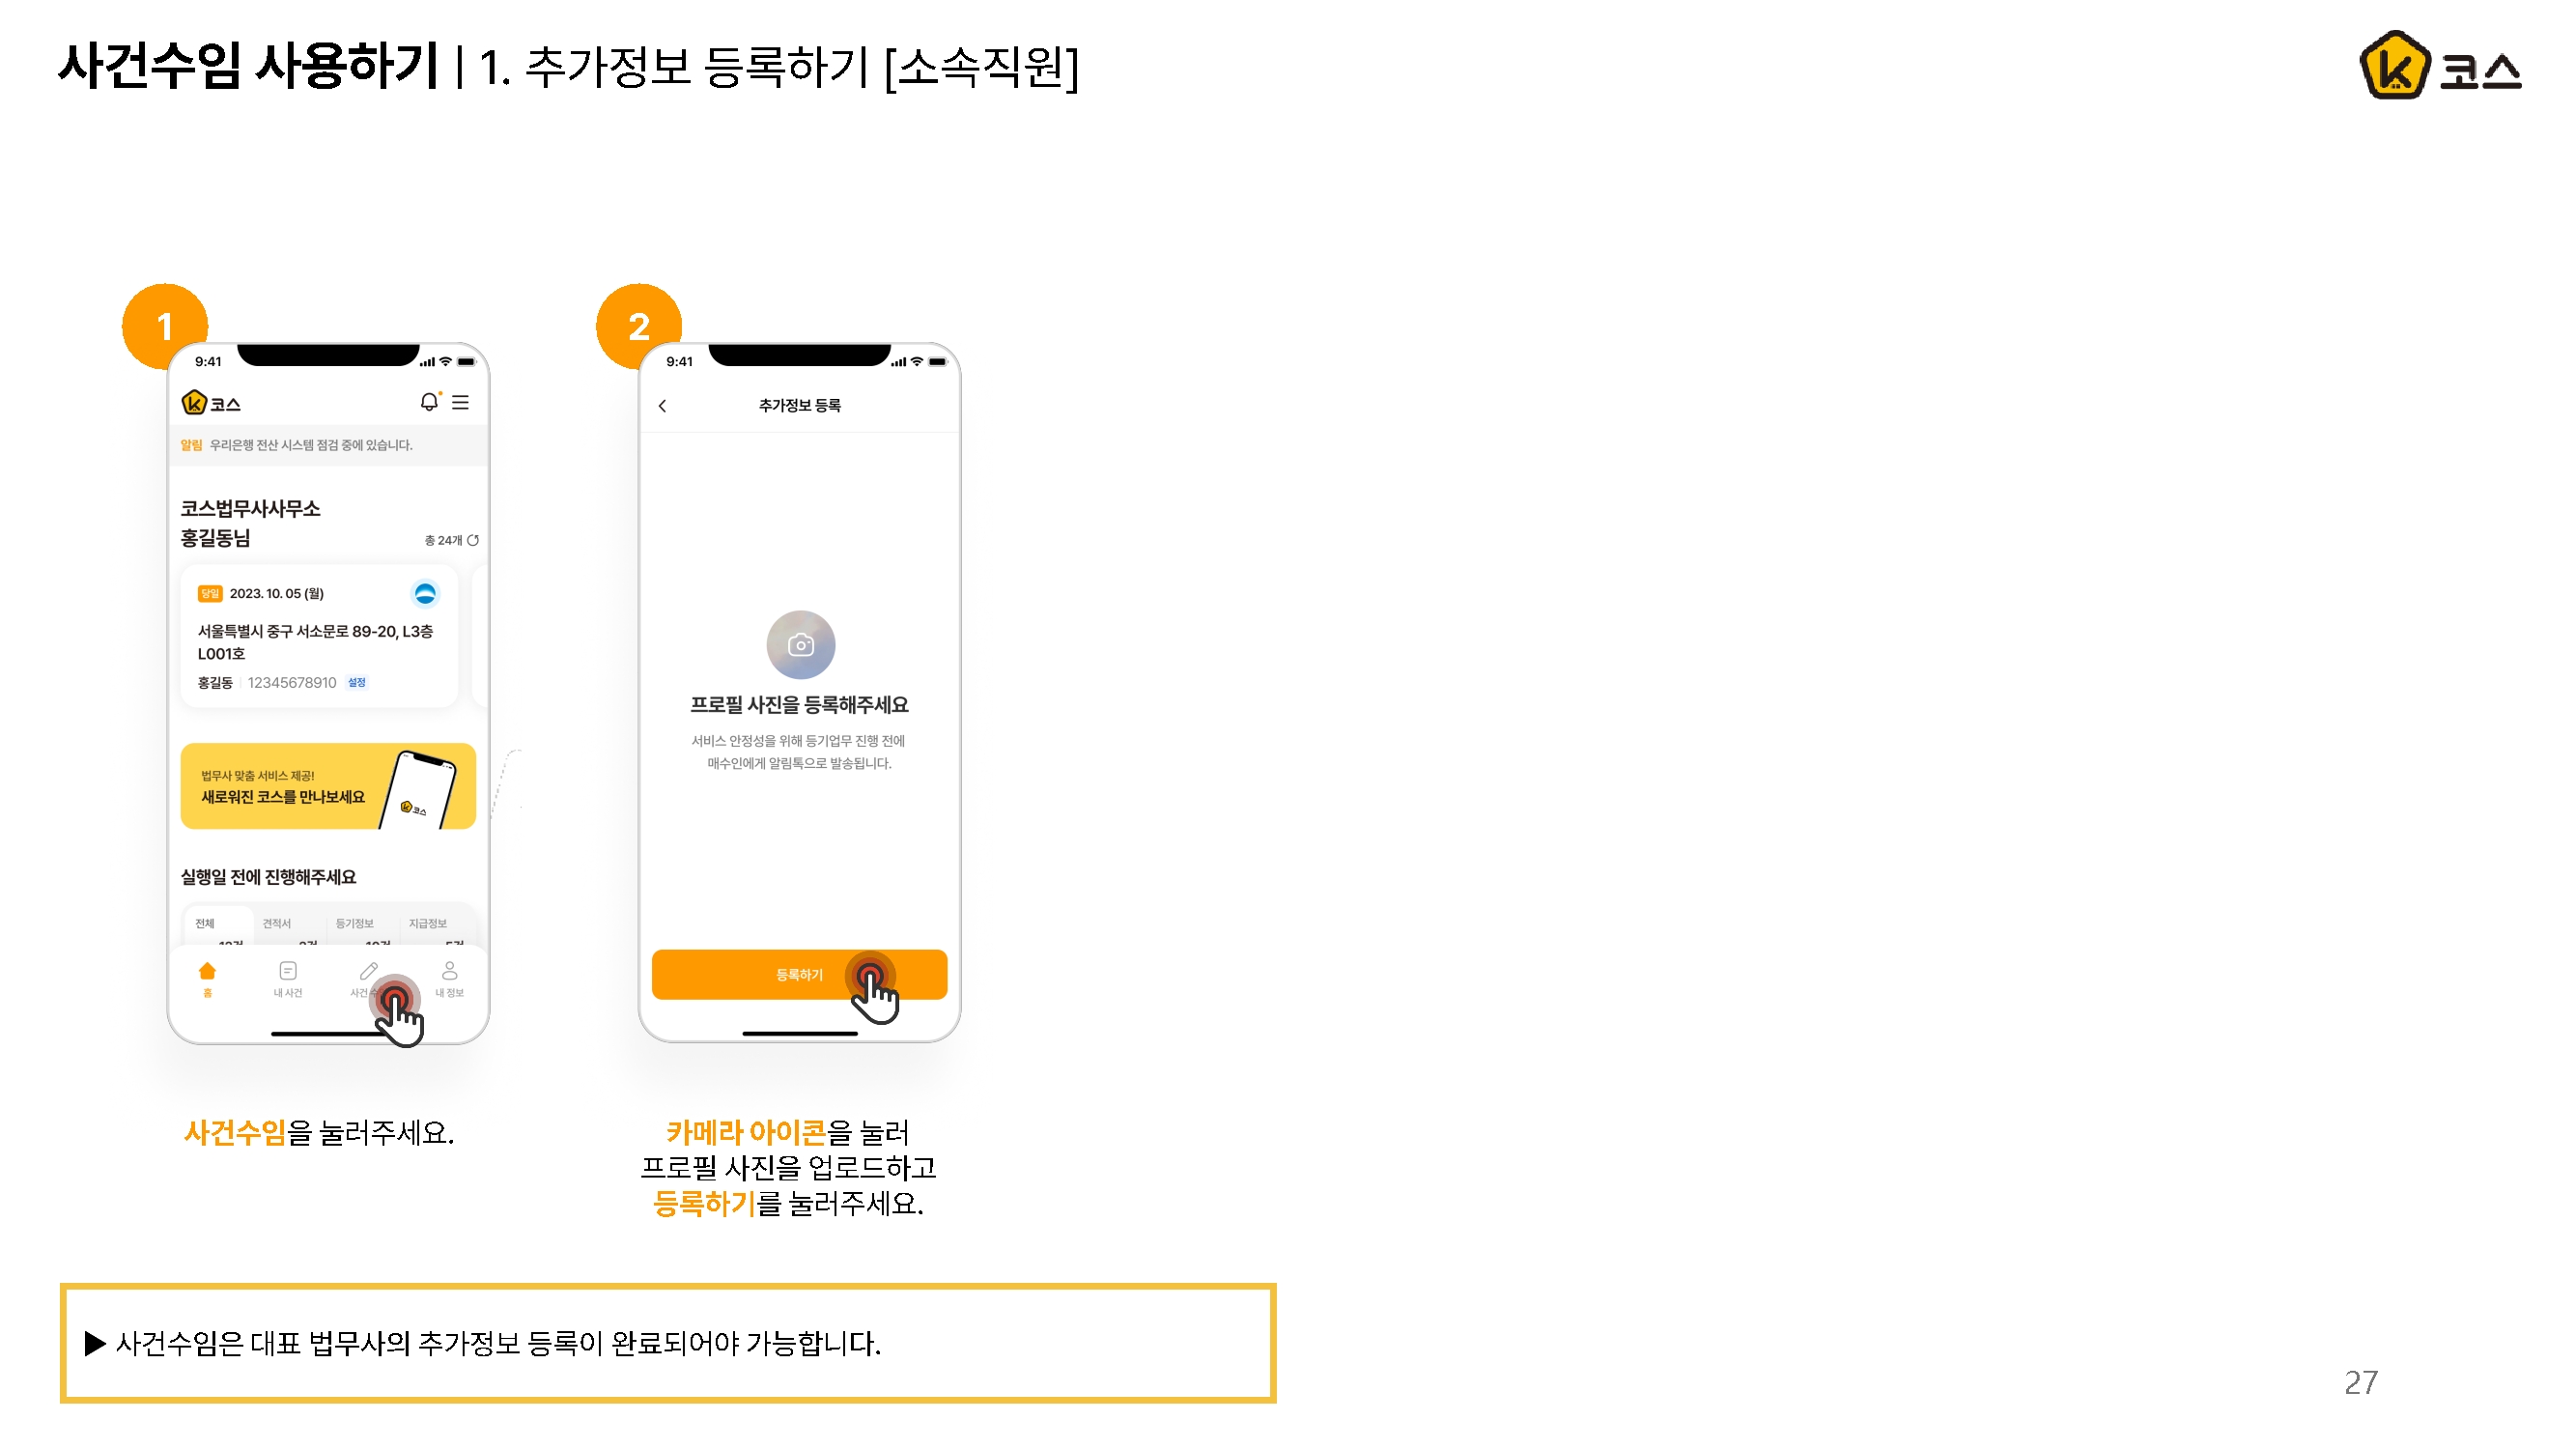 사건수임 사용하기 | 1. 추가정보 등록하기 [소속직원]
코스
1
9:41
코스
알림 우리은행 전산 시스템 점검 중에 있습니다.
코스법무사사무소
홍길동님
총 24개
당일 2023. 10. 05 (월)
서울특별시 중구 서소문로 89-20, L3층
L001호
홍길동 | 12345678910 설정
법무사 맞춤 서비스 제공!
새로워진 코스를 만나보세요
코스
실행일 전에 진행해주세요
전체 견적서 등기정보 지급정보
홈 내 사건 사건 내 정보
사건수임을 눌러주세요.
2
9:41
추가정보 등록
프로필 사진을 등록해주세요
서비스 안정성을 위해 등기업무 진행 전에
매수인에게 알림톡으로 발송됩니다.
등록하기
카메라 아이콘을 눌러
프로필 사진을 업로드하고
등록하기를 눌러주세요.
▶ 사건수임은 대표 법무사의 추가정보 등록이 완료되어야 가능합니다.
27